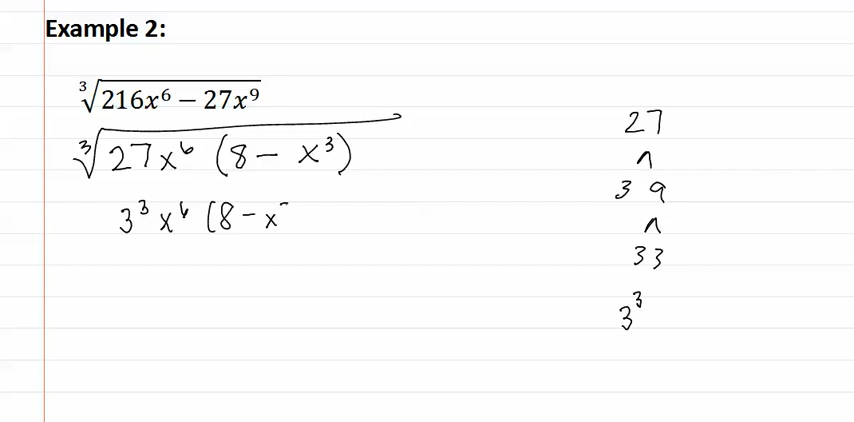 Example 2:
∛(216x⁶ − 27x⁹)
∛(27x⁶ (8 − x³))
3³ x⁶ (8 − x
27
∧
3 9
∧
3 3
3³